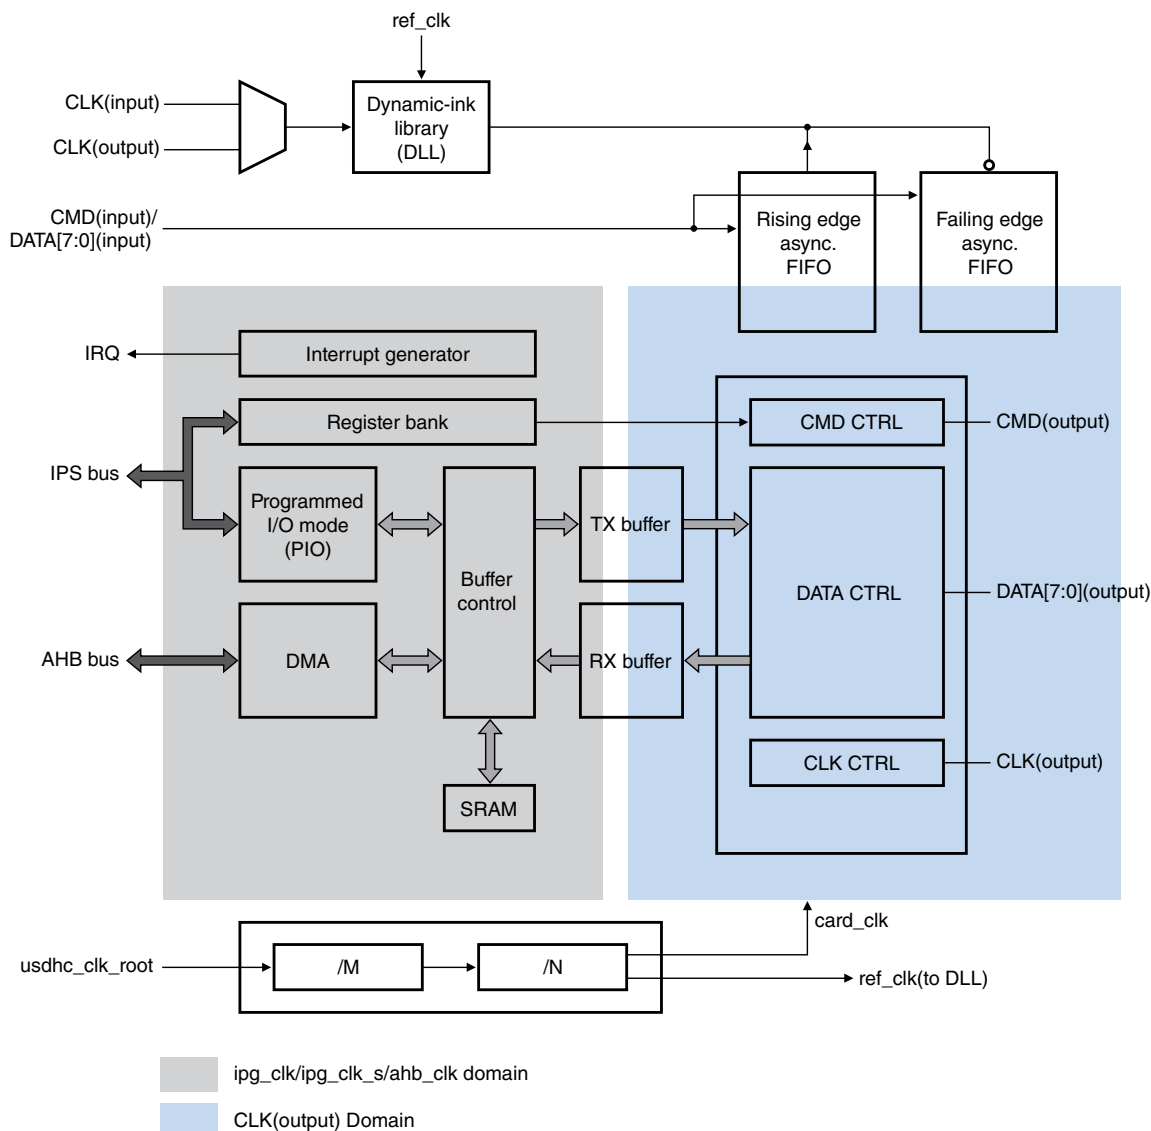 ref_clk
CLK(input)
CLK(output)
Dynamic-ink
library
(DLL)
CMD(input)/
DATA[7:0](input)
Rising edge
async.
FIFO
Failing edge
async.
FIFO
IRQ
Interrupt generator
Register bank
CMD CTRL
CMD(output)
IPS bus
Programmed
I/O mode
(PIO)
TX buffer
Buffer
control
DATA CTRL
DATA[7:0](output)
AHB bus
DMA
RX buffer
CLK CTRL
CLK(output)
SRAM
card_clk
usdhc_clk_root
/M
/N
ref_clk(to DLL)
ipg_clk/ipg_clk_s/ahb_clk domain
CLK(output) Domain